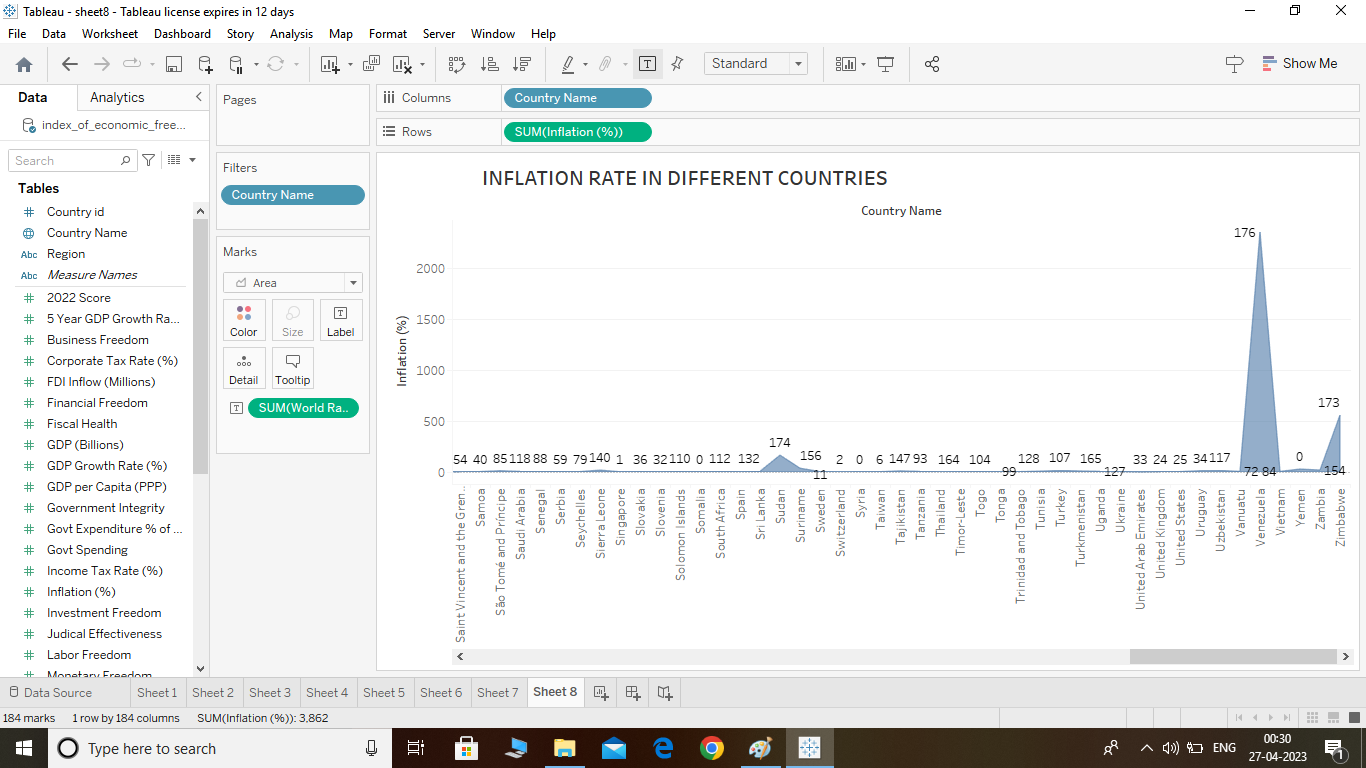 Tableau - sheet8 - Tableau license expires in 12 days
File Data Worksheet Dashboard Story Analysis Map Format Server Window Help
Standard
Show Me
Data Analytics
index_of_economic_free...
Search
Tables
Country id
Country Name
Abc Region
Abc Measure Names
2022 Score
5 Year GDP Growth Ra...
Business Freedom
Corporate Tax Rate (%)
FDI Inflow (Millions)
Financial Freedom
Fiscal Health
GDP (Billions)
GDP Growth Rate (%)
GDP per Capita (PPP)
Government Integrity
Govt Expenditure % of ...
Govt Spending
Income Tax Rate (%)
Inflation (%)
Investment Freedom
Judical Effectiveness
Labor Freedom
Monetary Freedom
Pages
Filters
Country Name
Marks
Area
Color Size Label
Detail Tooltip
SUM(World Ra..
Columns Country Name
Rows SUM(Inflation (%))
INFLATION RATE IN DIFFERENT COUNTRIES
Country Name
Inflation (%)
2000
1500
1000
500
0
54 40 85 118 88 59 79 140 1 36 32 110 0 112 132 174 156 11 2 0 6 147 93 164 104 99 128 107 165 127 33 24 25 34 117 72 176 84 0 173 154
Saint Vincent and the Gren..
Samoa
São Tomé and Príncipe
Saudi Arabia
Senegal
Serbia
Seychelles
Sierra Leone
Singapore
Slovakia
Slovenia
Solomon Islands
Somalia
South Africa
Spain
Sri Lanka
Sudan
Suriname
Sweden
Switzerland
Syria
Taiwan
Tajikistan
Tanzania
Thailand
Timor-Leste
Togo
Tonga
Trinidad and Tobago
Tunisia
Turkey
Turkmenistan
Uganda
Ukraine
United Arab Emirates
United Kingdom
United States
Uruguay
Uzbekistan
Vanuatu
Venezuela
Vietnam
Yemen
Zambia
Zimbabwe
Data Source Sheet 1 Sheet 2 Sheet 3 Sheet 4 Sheet 5 Sheet 6 Sheet 7 Sheet 8
184 marks 1 row by 184 columns SUM(Inflation (%)): 3,862
Type here to search
ENG
00:30
27-04-2023
1